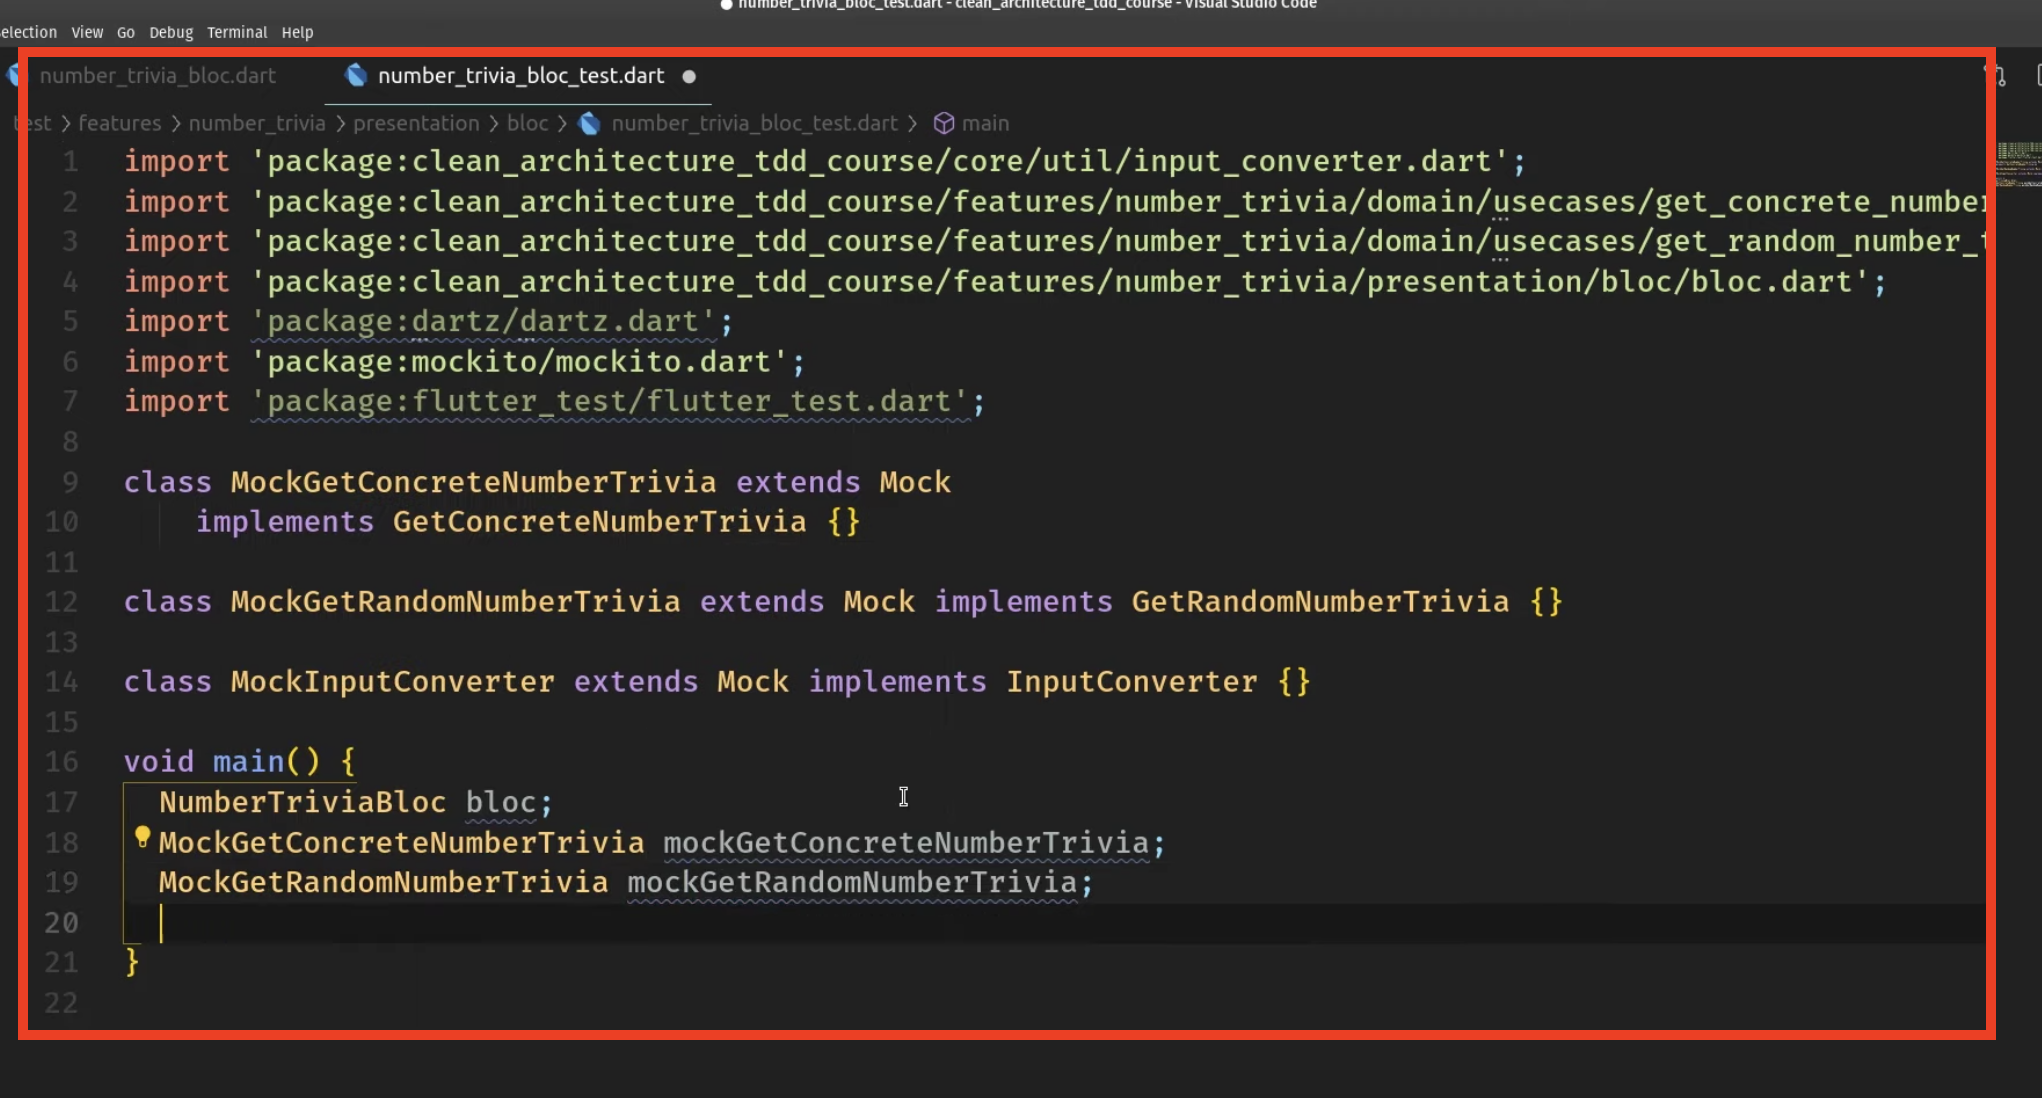 number_trivia_bloc_test.dart - clean_architecture_tdd_course - Visual Studio Code
election View Go Debug Terminal Help
number_trivia_bloc.dart number_trivia_bloc_test.dart
test > features > number_trivia > presentation > bloc > number_trivia_bloc_test.dart > main
1 import 'package:clean_architecture_tdd_course/core/util/input_converter.dart';
2 import 'package:clean_architecture_tdd_course/features/number_trivia/domain/usecases/get_concrete_number
3 import 'package:clean_architecture_tdd_course/features/number_trivia/domain/usecases/get_random_number_t
4 import 'package:clean_architecture_tdd_course/features/number_trivia/presentation/bloc/bloc.dart';
5 import 'package:dartz/dartz.dart';
6 import 'package:mockito/mockito.dart';
7 import 'package:flutter_test/flutter_test.dart';
8
9 class MockGetConcreteNumberTrivia extends Mock
10 implements GetConcreteNumberTrivia {}
11
12 class MockGetRandomNumberTrivia extends Mock implements GetRandomNumberTrivia {}
13
14 class MockInputConverter extends Mock implements InputConverter {}
15
16 void main() {
17 NumberTriviaBloc bloc;
18 MockGetConcreteNumberTrivia mockGetConcreteNumberTrivia;
19 MockGetRandomNumberTrivia mockGetRandomNumberTrivia;
20
21 }
22